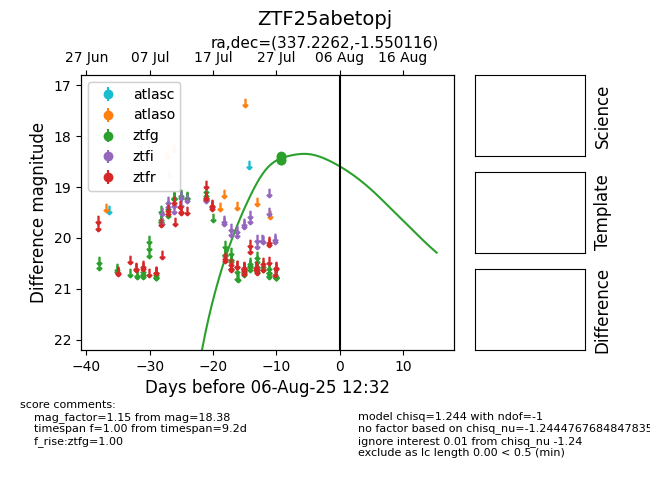 ZTF25abetopj
ra,dec=(337.2262,-1.550116)
27 Jun 07 Jul 17 Jul 27 Jul 06 Aug 16 Aug
17
18
19
20
21
22
Difference magnitude
atlasc
atlaso
ztfg
ztfi
ztfr
−40 −30 −20 −10 0 10
Days before 06-Aug-25 12:32
Science
Template
Difference
score comments:
mag_factor=1.15 from mag=18.38
timespan f=1.00 from timespan=9.2d
f_rise:ztfg=1.00
model chisq=1.244 with ndof=-1
no factor based on chisq_nu=-1.2444767684847835
ignore interest 0.01 from chisq_nu -1.24
exclude as lc length 0.00 < 0.5 (min)